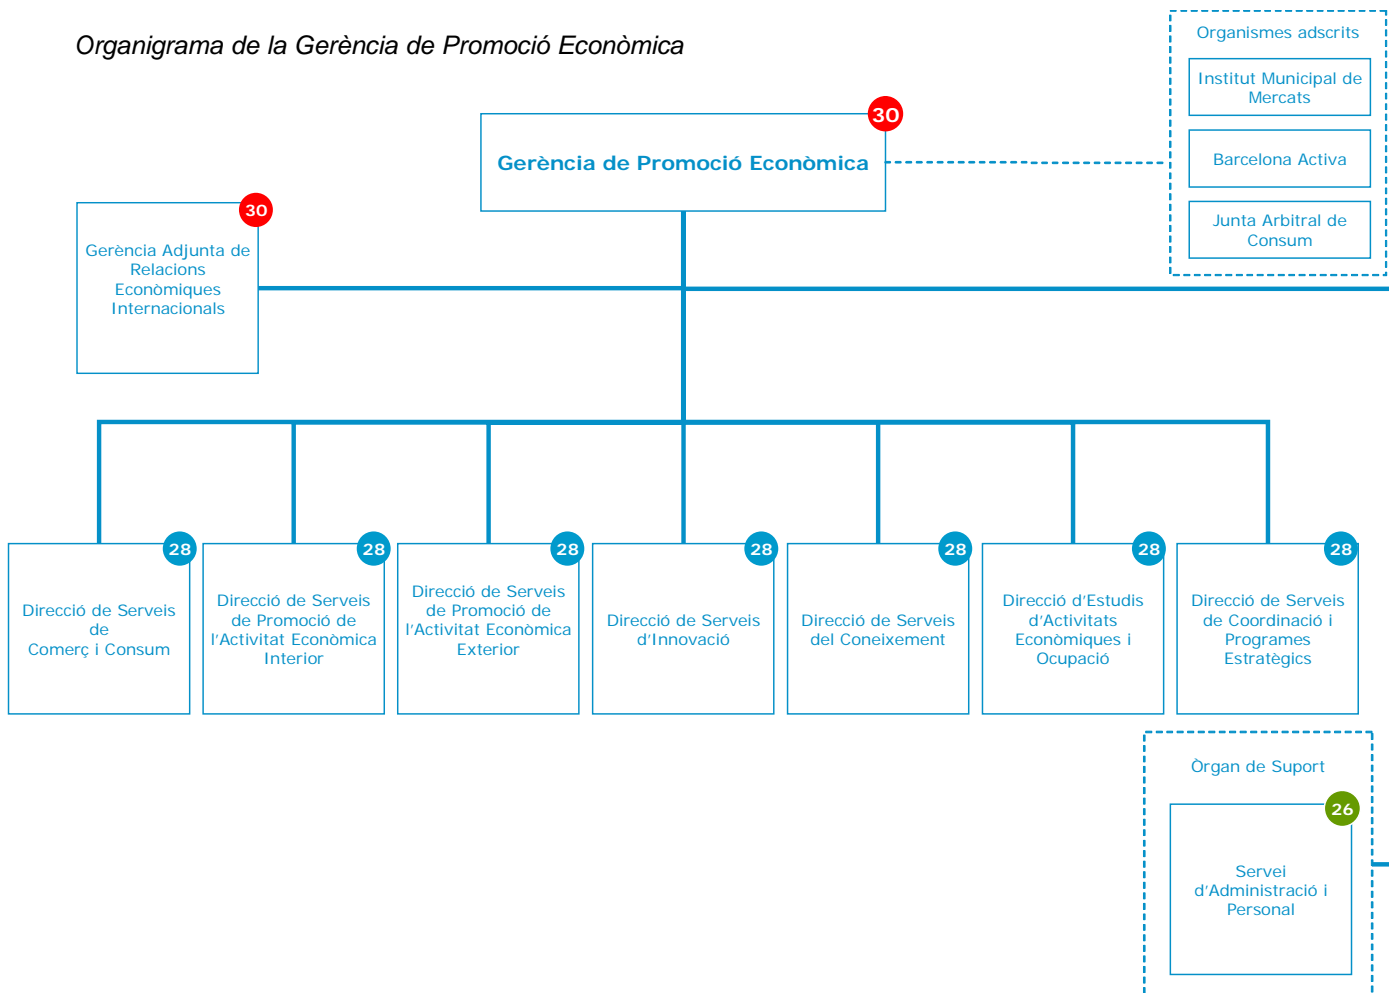 Organigrama de la Gerència de Promoció Econòmica
Organismes adscrits
Institut Municipal de
Mercats
Barcelona Activa
Junta Arbitral de
Consum
30
Gerència de Promoció Econòmica
30
Gerència Adjunta de
Relacions
Econòmiques
Internacionals
28
Direcció de Serveis
de
Comerç i Consum
28
Direcció de Serveis
de Promoció de
l'Activitat Econòmica
Interior
28
Direcció de Serveis
de Promoció de
l'Activitat Econòmica
Exterior
28
Direcció de Serveis
d'Innovació
28
Direcció de Serveis
del Coneixement
28
Direcció d'Estudis
d'Activitats
Econòmiques i
Ocupació
28
Direcció de Serveis
de Coordinació i
Programes
Estratègics
Òrgan de Suport
26
Servei
d'Administració i
Personal